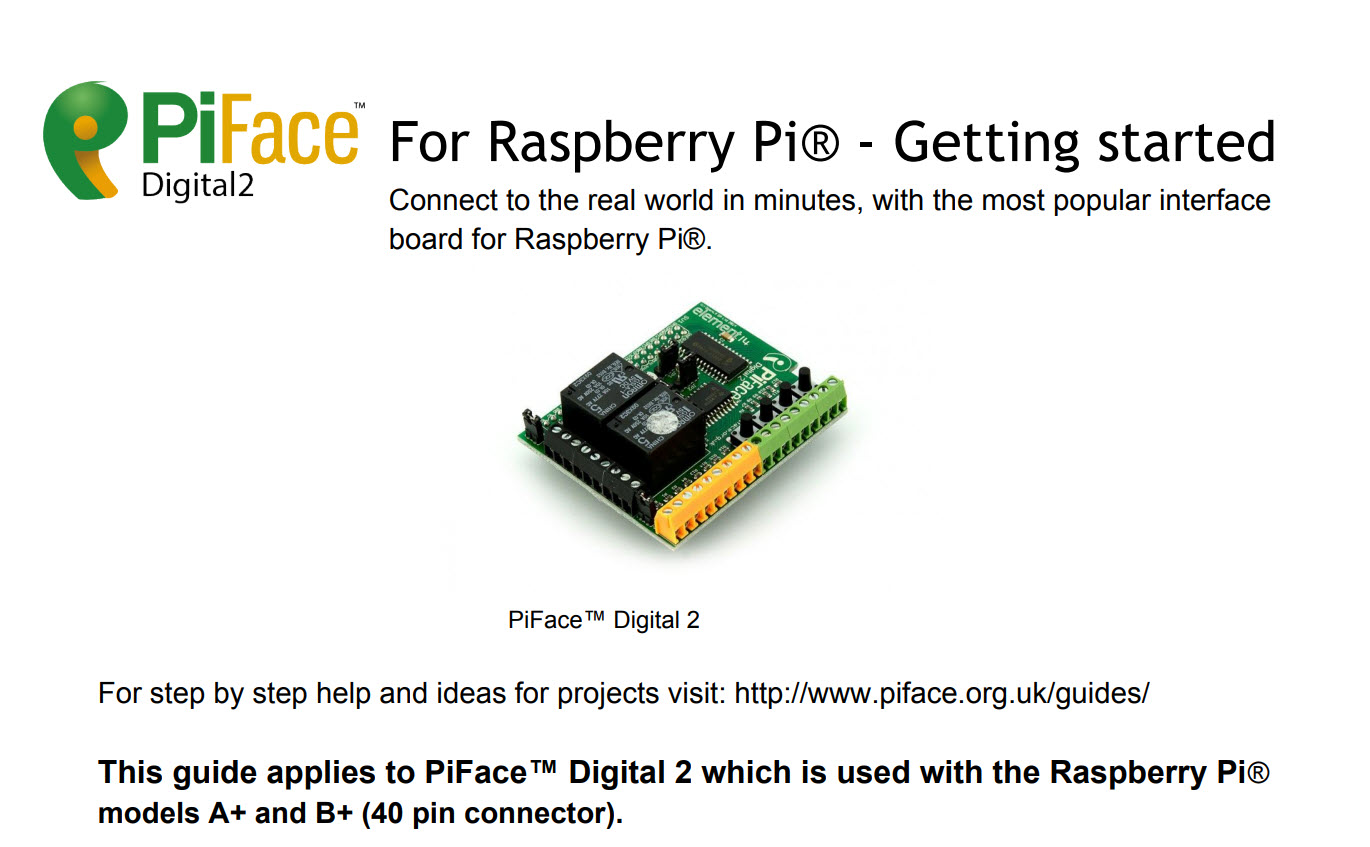 PiFace™
Digital2
For Raspberry Pi® - Getting started
Connect to the real world in minutes, with the most popular interface
board for Raspberry Pi®.
element14
PiFace
PiFace™ Digital 2
For step by step help and ideas for projects visit: http://www.piface.org.uk/guides/
This guide applies to PiFace™ Digital 2 which is used with the Raspberry Pi®
models A+ and B+ (40 pin connector).